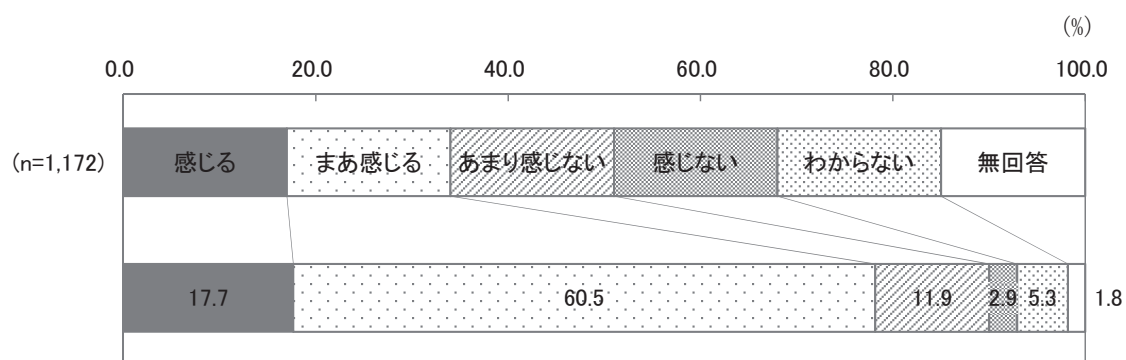 (%)
0.0 20.0 40.0 60.0 80.0 100.0
(n=1,172) 感じる まあ感じる あまり感じない 感じない わからない 無回答
17.7 60.5 11.9 2.9 5.3 1.8